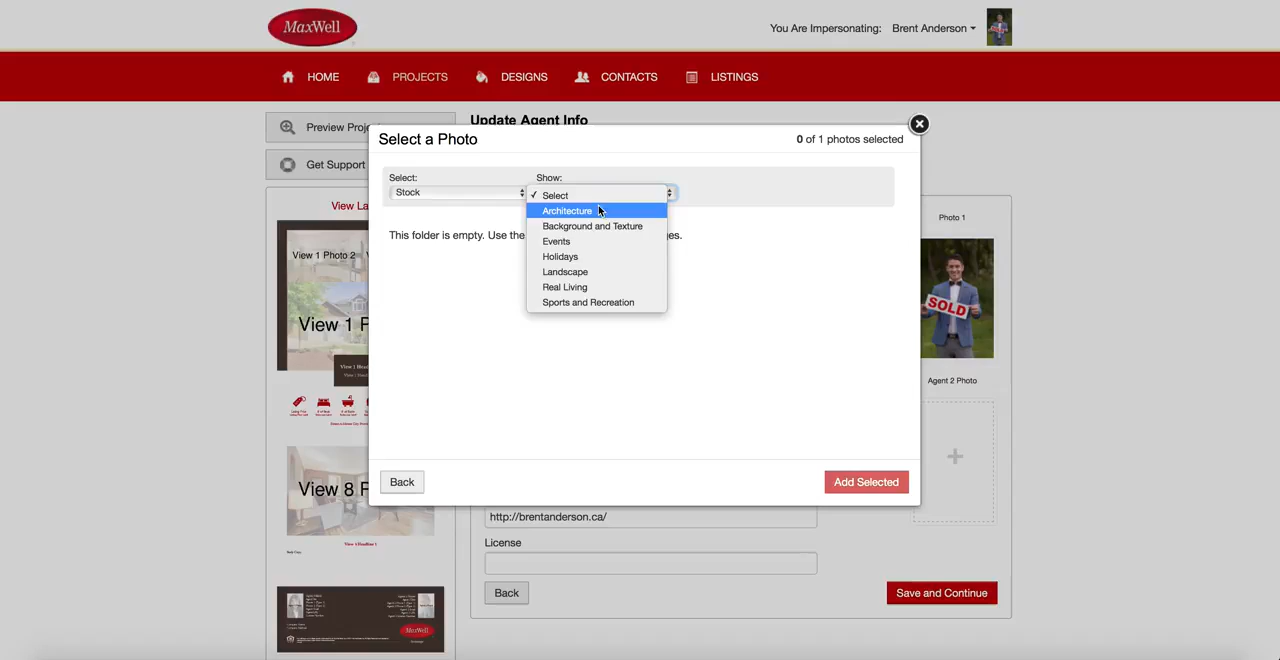 MaxWell
You Are Impersonating: Brent Anderson
HOME
PROJECTS
DESIGNS
CONTACTS
LISTINGS
Preview Proje
Get Support
View La
View 1 Photo 2
View 1 P
View 8 P
MaxWell
Update Agent Info
Select a Photo
0 of 1 photos selected
Select:
Show:
Stock
✓ Select
Architecture
Background and Texture
Events
Holidays
Landscape
Real Living
Sports and Recreation
This folder is empty. Use the
es.
Back
Add Selected
Photo 1
SOLD
Agent 2 Photo
+
http://brentanderson.ca/
License
Back
Save and Continue